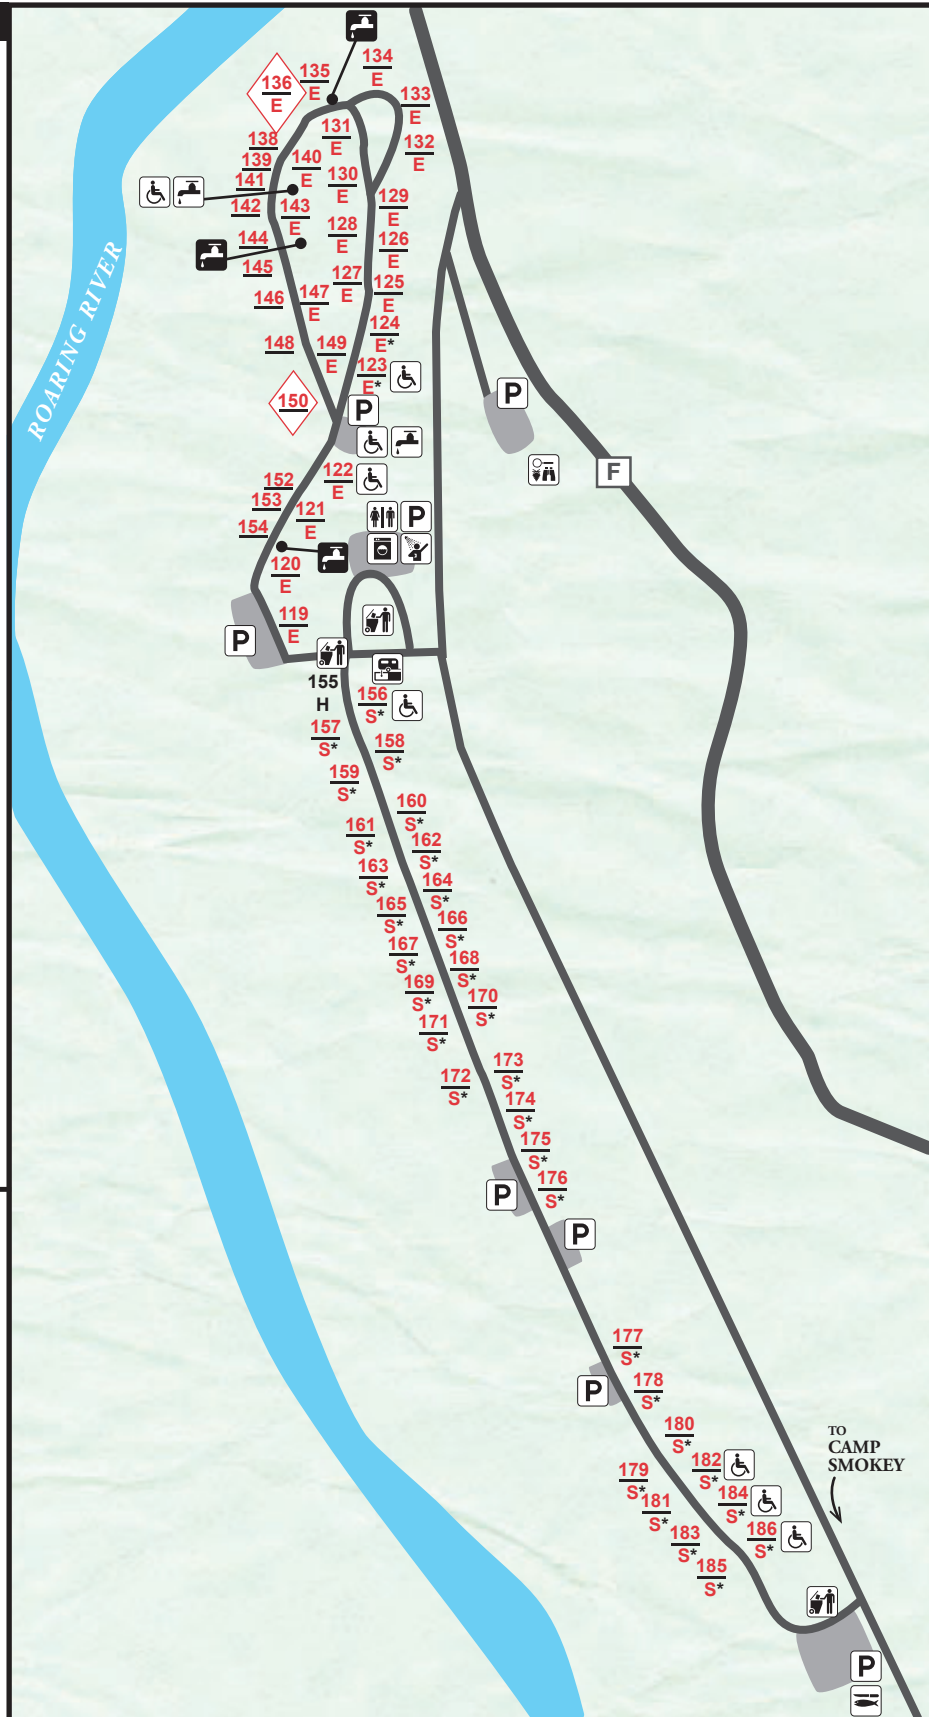 134
E
135
E
136
E
133
E
131
E
132
E
138
139
140
E
141
130
E
142
143
E
129
E
128
E
144
126
E
145
127
E
125
E
146
147
E
124
E*
148
149
E
123
E*
150
P
P
ROARING RIVER
F
152
122
E
153
121
E
154
P
120
E
119
E
P
155
H
156
S*
157
S*
158
S*
159
S*
160
S*
161
S*
162
S*
163
S*
164
S*
165
S*
166
S*
167
S*
168
S*
169
S*
170
S*
171
S*
172
S*
173
S*
174
S*
175
S*
176
S*
P
P
177
S*
P
178
S*
180
S*
179
S*
182
S*
181
S*
184
S*
183
S*
186
S*
185
S*
TO
CAMP
SMOKEY
P